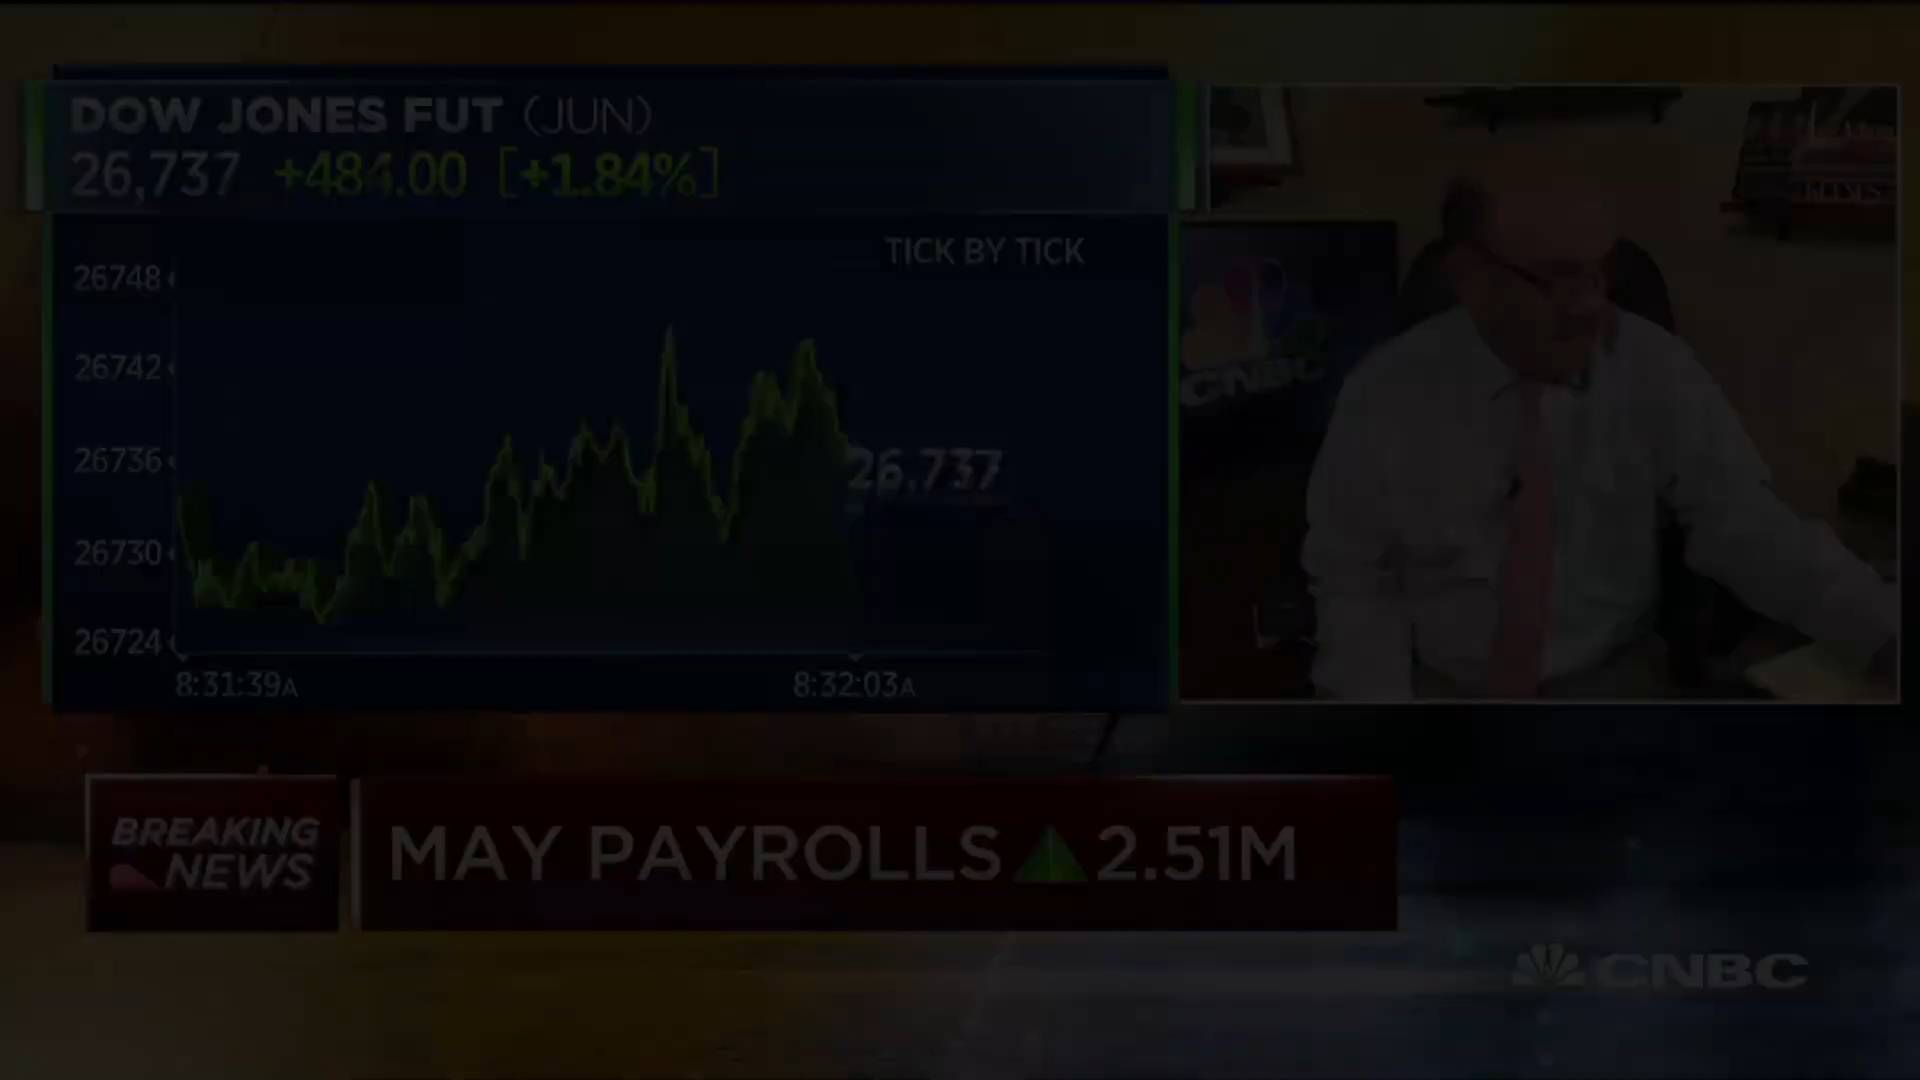 DOW JONES FUT (JUN)
26,737 +484.00 [+1.84%]
TICK BY TICK
26748
26742
26736
26730
26724
26,737
8:31:39A
8:32:03A
CNBC
BREAKING
NEWS
MAY PAYROLLS ▲ 2.51M
CNBC